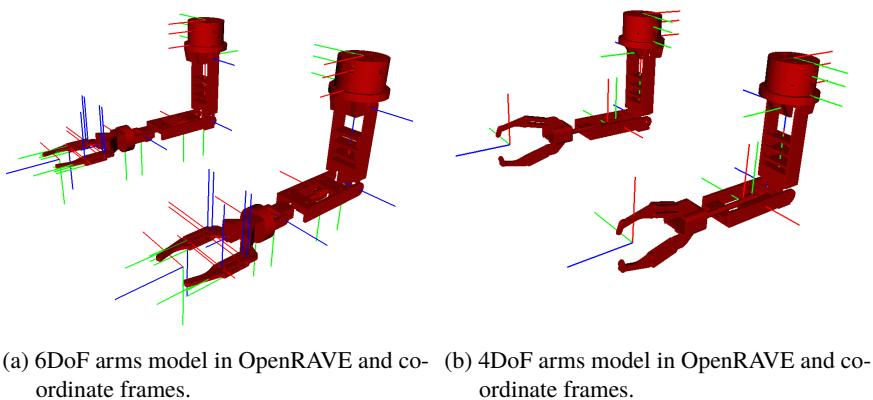 (a) 6DoF arms model in OpenRAVE and co-
ordinate frames.
(b) 4DoF arms model in OpenRAVE and co-
ordinate frames.